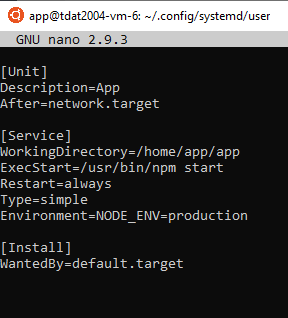 app@tdat2004-vm-6: ~/.config/systemd/user
GNU nano 2.9.3
[Unit]
Description=App
After=network.target
[Service]
WorkingDirectory=/home/app/app
ExecStart=/usr/bin/npm start
Restart=always
Type=simple
Environment=NODE_ENV=production
[Install]
WantedBy=default.target